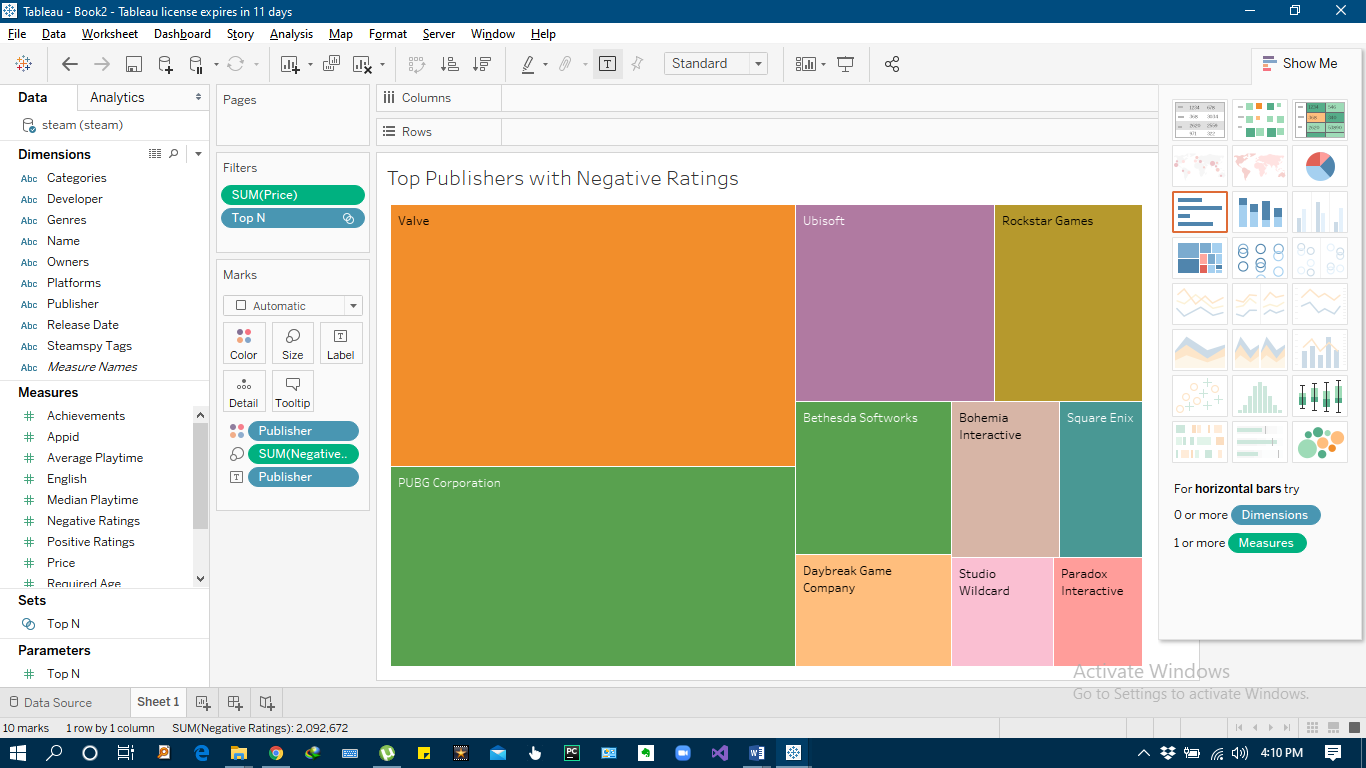 Tableau - Book2 - Tableau license expires in 11 days
File Data Worksheet Dashboard Story Analysis Map Format Server Window Help
Standard
Show Me
Data Analytics
steam (steam)
Dimensions
Abc Categories
Abc Developer
Abc Genres
Abc Name
Abc Owners
Abc Platforms
Abc Publisher
Abc Release Date
Abc Steamspy Tags
Abc Measure Names
Measures
Achievements
Appid
Average Playtime
English
Median Playtime
Negative Ratings
Positive Ratings
Price
Required Age
Sets
Top N
Parameters
Top N
Pages
Filters
SUM(Price)
Top N
Marks
Automatic
Color Size Label
Detail Tooltip
Publisher
SUM(Negative..
Publisher
Columns
Rows
Top Publishers with Negative Ratings
Valve
Ubisoft
Rockstar Games
PUBG Corporation
Bethesda Softworks
Bohemia
Interactive
Square Enix
Daybreak Game
Company
Studio
Wildcard
Paradox
Interactive
For horizontal bars try
0 or more Dimensions
1 or more Measures
Activate Windows
Go to Settings to activate Windows.
Data Source Sheet 1
10 marks 1 row by 1 column SUM(Negative Ratings): 2,092,672
4:10 PM